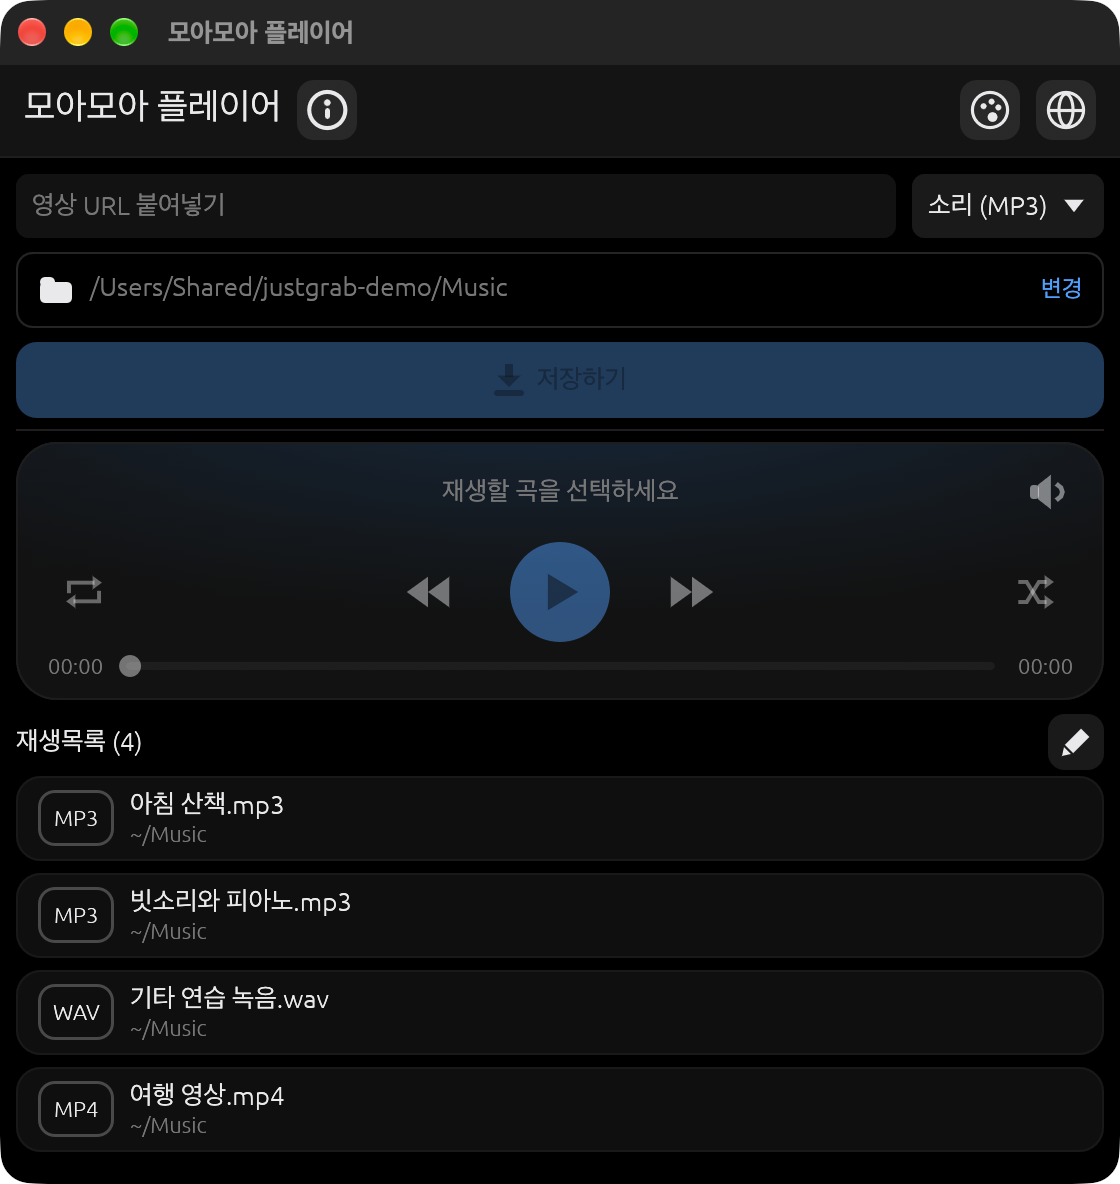 모아모아 플레이어
모아모아 플레이어
영상 URL 붙여넣기
소리 (MP3)
/Users/Shared/justgrab-demo/Music
변경
저장하기
재생할 곡을 선택하세요
00:00
00:00
재생목록 (4)
MP3
아침 산책.mp3
~/Music
MP3
빗소리와 피아노.mp3
~/Music
WAV
기타 연습 녹음.wav
~/Music
MP4
여행 영상.mp4
~/Music